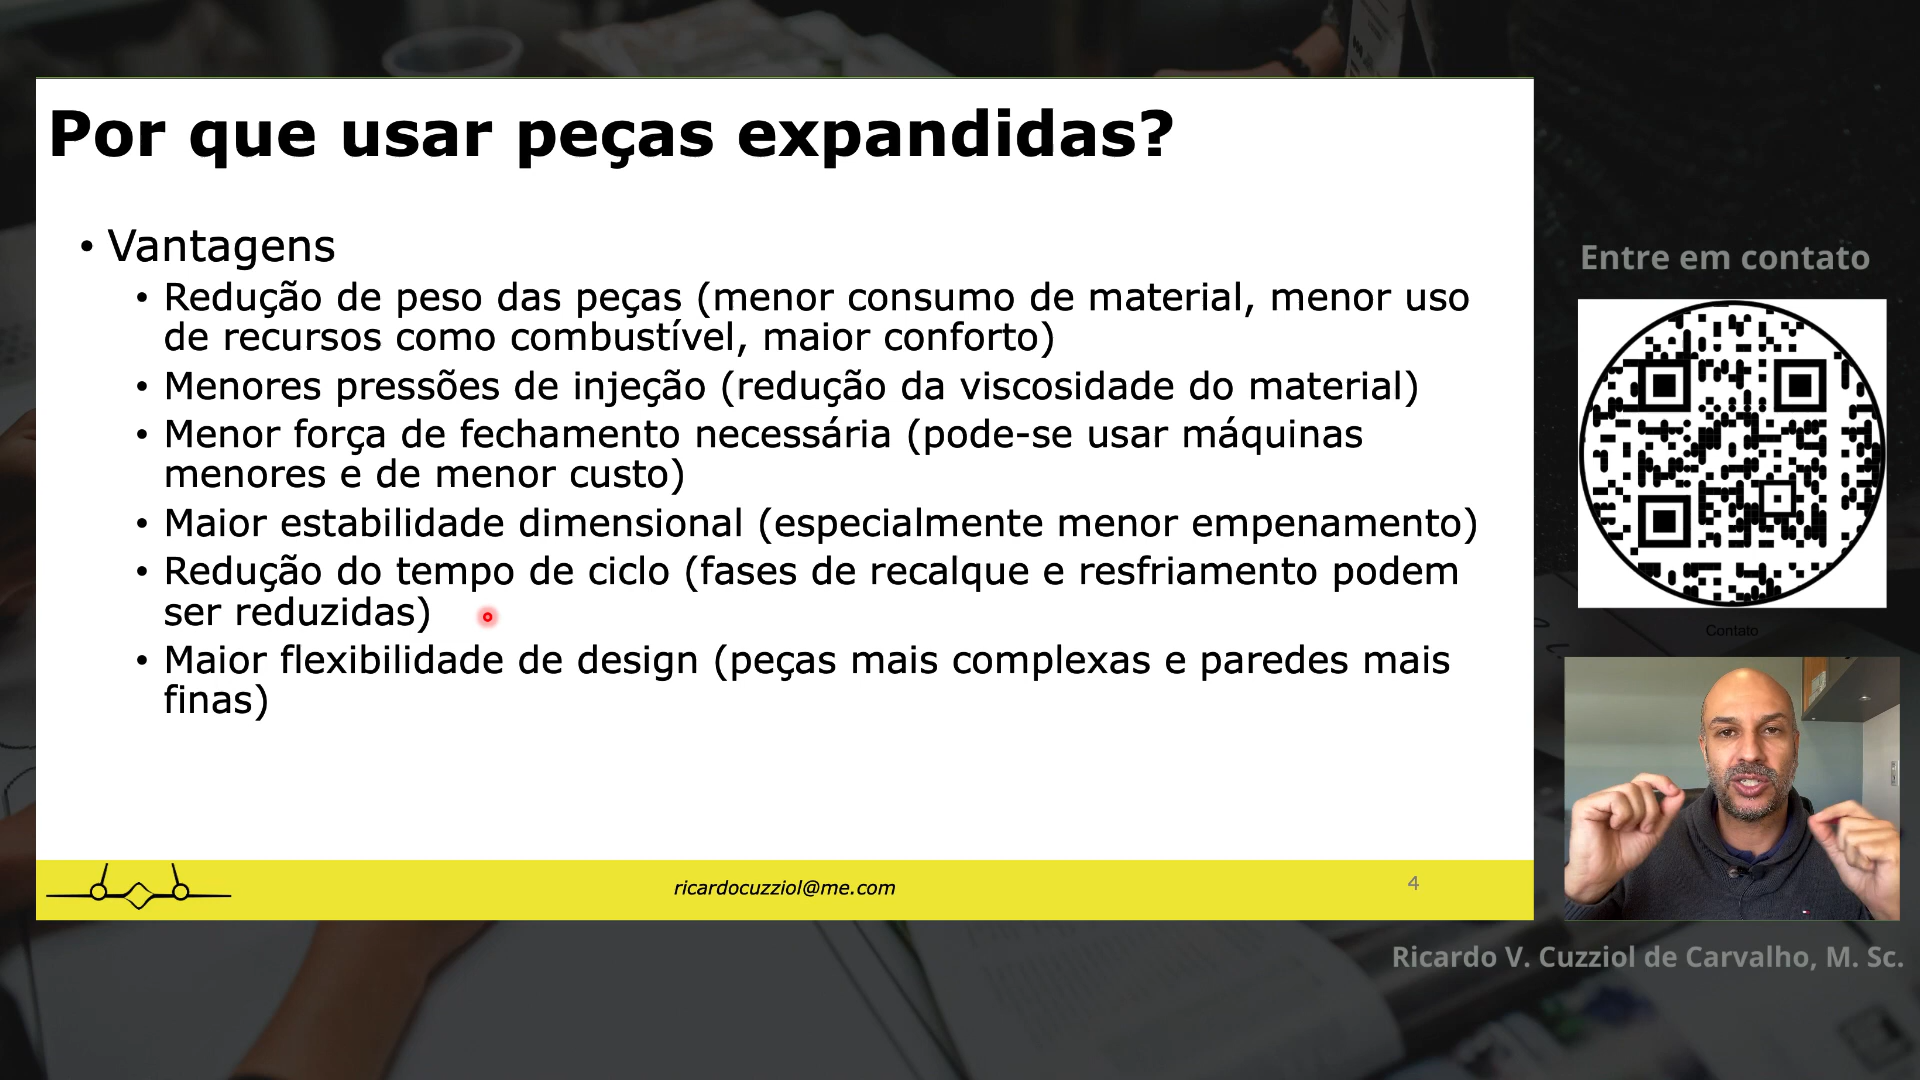 Por que usar peças expandidas?
• Vantagens
• Redução de peso das peças (menor consumo de material, menor uso
de recursos como combustível, maior conforto)
• Menores pressões de injeção (redução da viscosidade do material)
• Menor força de fechamento necessária (pode-se usar máquinas
menores e de menor custo)
• Maior estabilidade dimensional (especialmente menor empenamento)
• Redução do tempo de ciclo (fases de recalque e resfriamento podem
ser reduzidas)
• Maior flexibilidade de design (peças mais complexas e paredes mais
finas)
ricardocuzziol@me.com
4
Entre em contato
Contato
Ricardo V. Cuzziol de Carvalho, M. Sc.